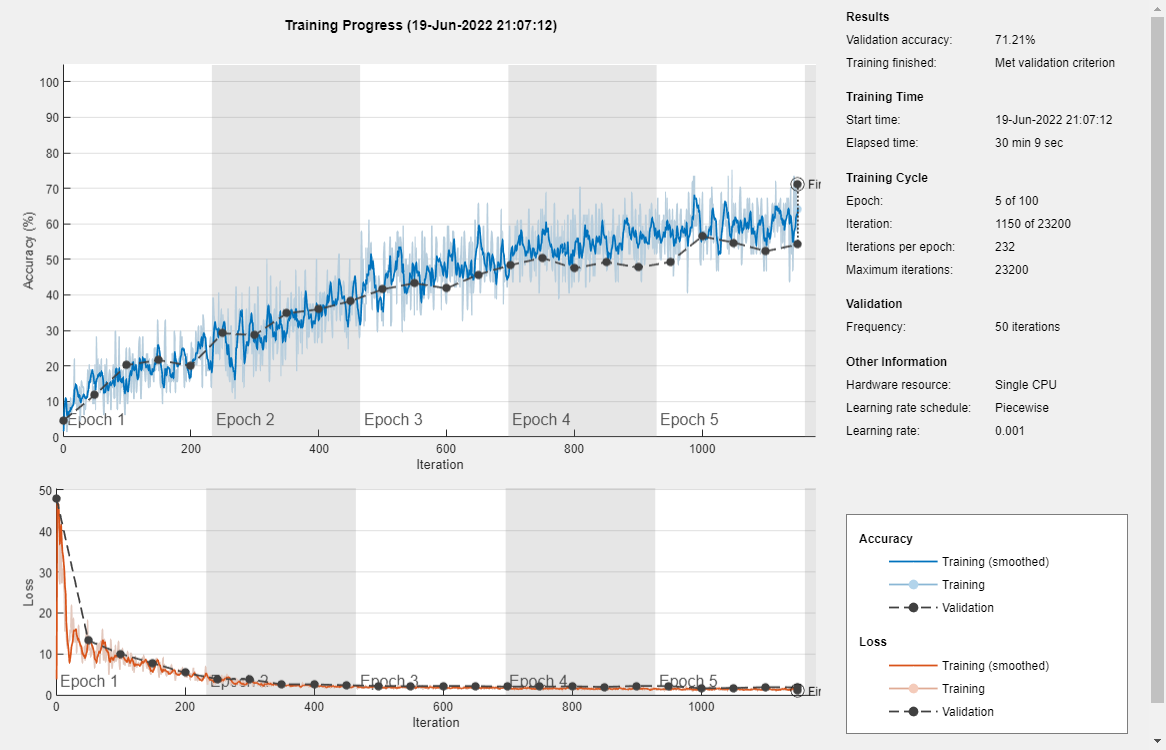 Training Progress (19-Jun-2022 21:07:12)
100
90
80
70
60
50
40
30
20
10
0
Accuracy (%)
Fir
Epoch 1
Epoch 2
Epoch 3
Epoch 4
Epoch 5
0
200
400
600
800
1000
Iteration
50
40
30
20
10
0
Loss
Epoch 1
Epoch 2
Epoch 3
Epoch 4
Epoch 5
Fir
0
200
400
600
800
1000
Iteration
Results
Validation accuracy: 71.21%
Training finished: Met validation criterion
Training Time
Start time: 19-Jun-2022 21:07:12
Elapsed time: 30 min 9 sec
Training Cycle
Epoch: 5 of 100
Iteration: 1150 of 23200
Iterations per epoch: 232
Maximum iterations: 23200
Validation
Frequency: 50 iterations
Other Information
Hardware resource: Single CPU
Learning rate schedule: Piecewise
Learning rate: 0.001
Accuracy
Training (smoothed)
Training
Validation
Loss
Training (smoothed)
Training
Validation